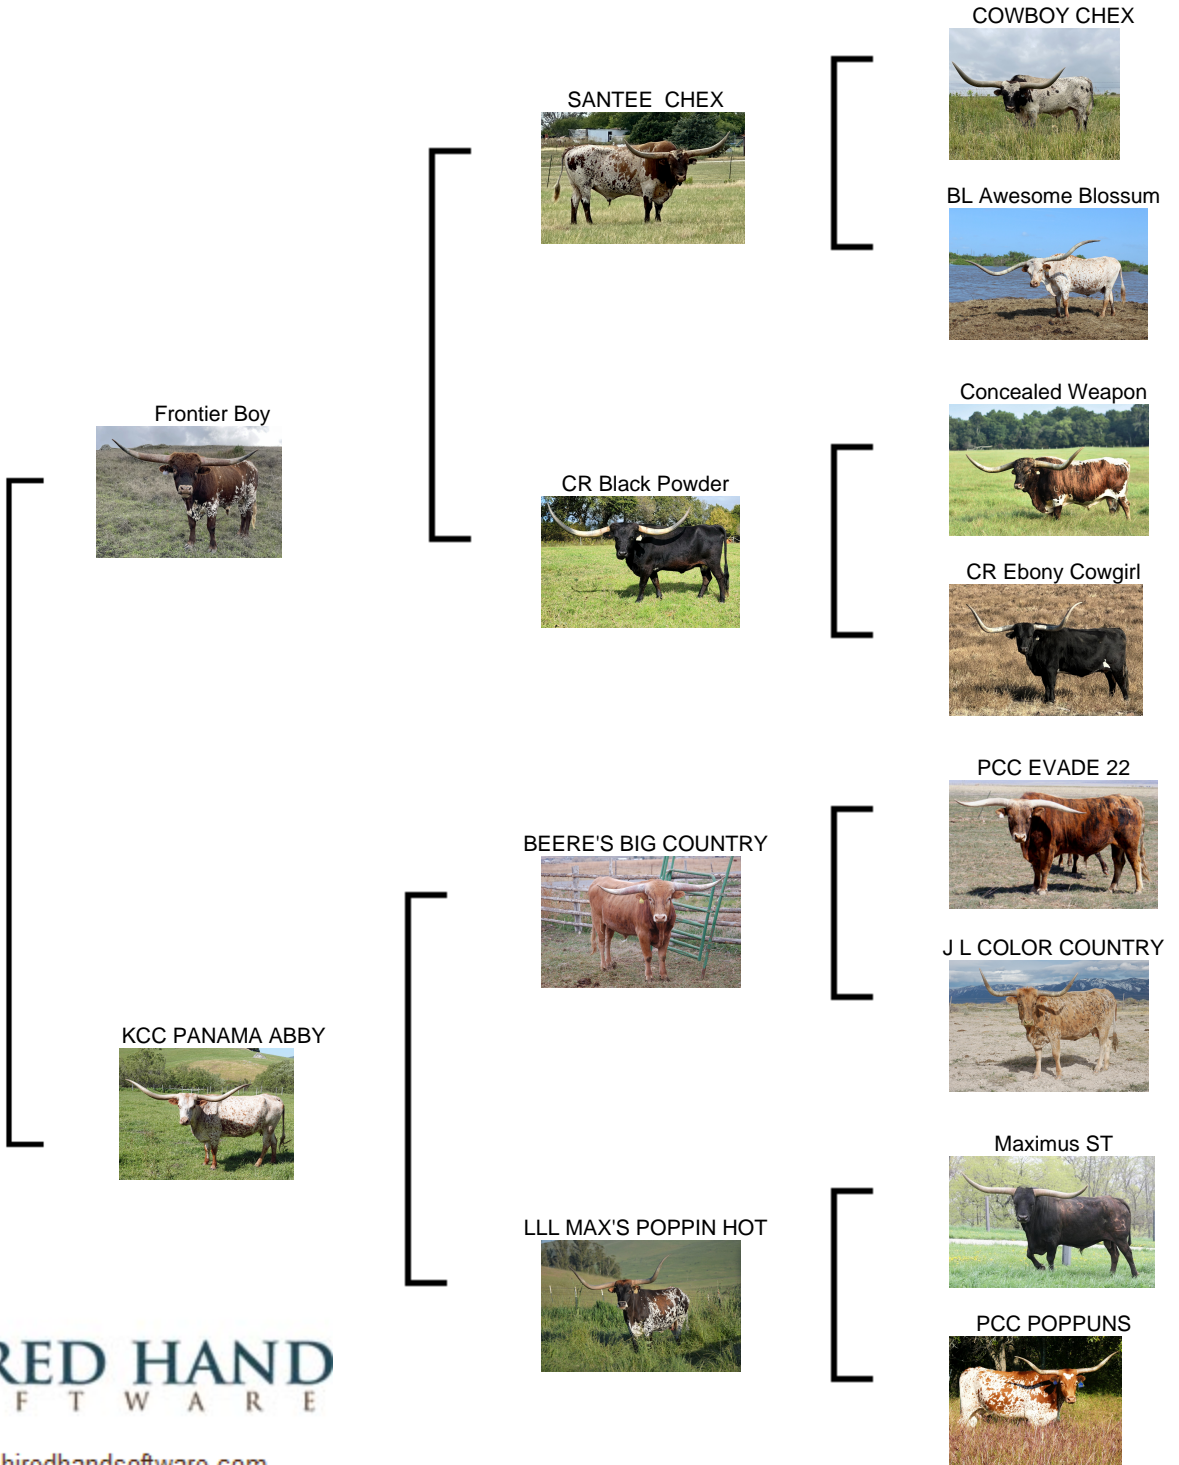 COWBOY CHEX
SANTEE CHEX
BL Awesome Blossum
Frontier Boy
Concealed Weapon
CR Black Powder
CR Ebony Cowgirl
PCC EVADE 22
BEERE'S BIG COUNTRY
J L COLOR COUNTRY
KCC PANAMA ABBY
Maximus ST
LLL MAX'S POPPIN HOT
PCC POPPUNS
RED HAND
F T W A R E
hiredhandsoftware.com